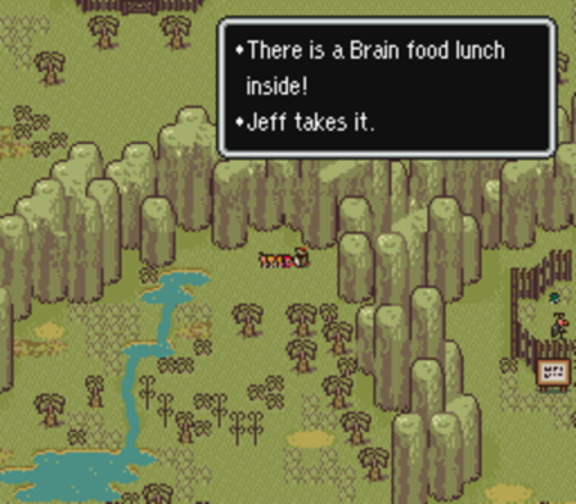 •There is a Brain food lunch
inside!
•Jeff takes it.